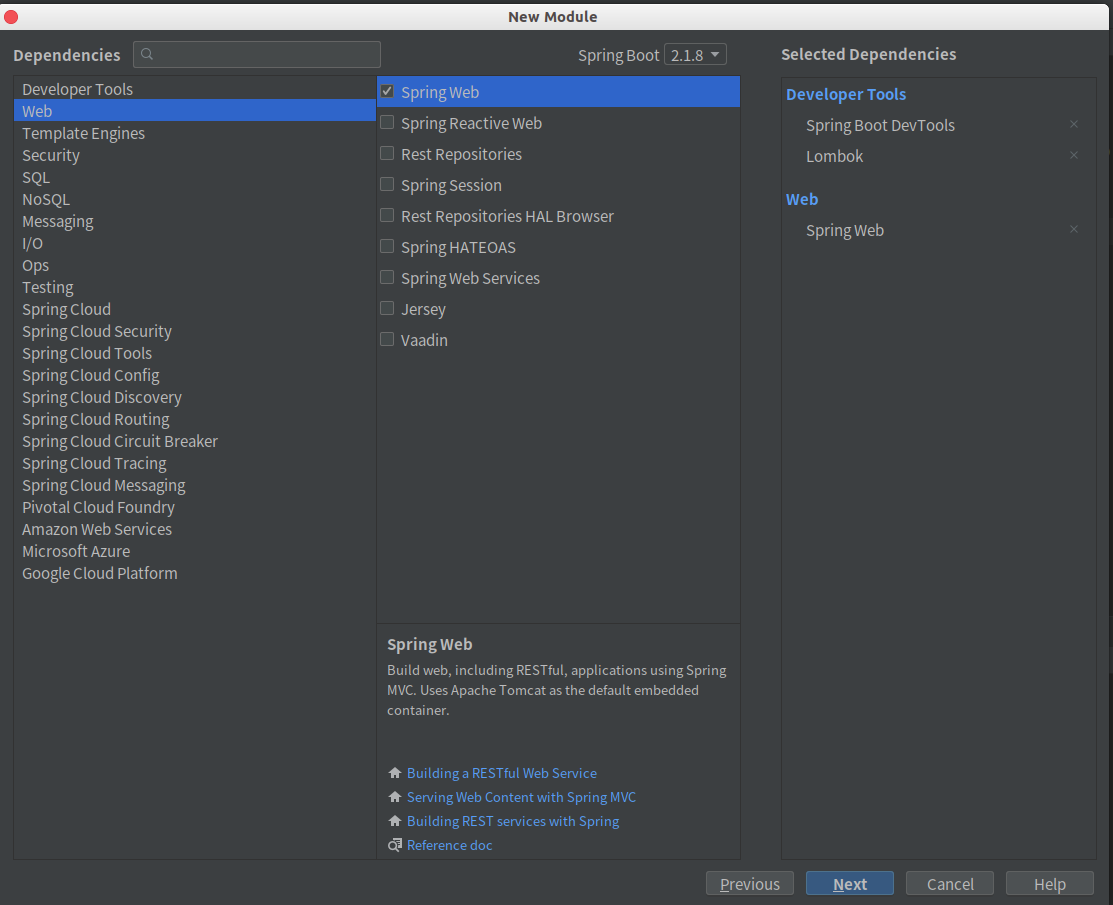 New Module
Dependencies
Spring Boot 2.1.8
Selected Dependencies
Developer Tools
Web
Template Engines
Security
SQL
NoSQL
Messaging
I/O
Ops
Testing
Spring Cloud
Spring Cloud Security
Spring Cloud Tools
Spring Cloud Config
Spring Cloud Discovery
Spring Cloud Routing
Spring Cloud Circuit Breaker
Spring Cloud Tracing
Spring Cloud Messaging
Pivotal Cloud Foundry
Amazon Web Services
Microsoft Azure
Google Cloud Platform
Spring Web
Spring Reactive Web
Rest Repositories
Spring Session
Rest Repositories HAL Browser
Spring HATEOAS
Spring Web Services
Jersey
Vaadin
Spring Web
Build web, including RESTful, applications using Spring
MVC. Uses Apache Tomcat as the default embedded
container.
Building a RESTful Web Service
Serving Web Content with Spring MVC
Building REST services with Spring
Reference doc
Developer Tools
Spring Boot DevTools
Lombok
Web
Spring Web
Previous
Next
Cancel
Help